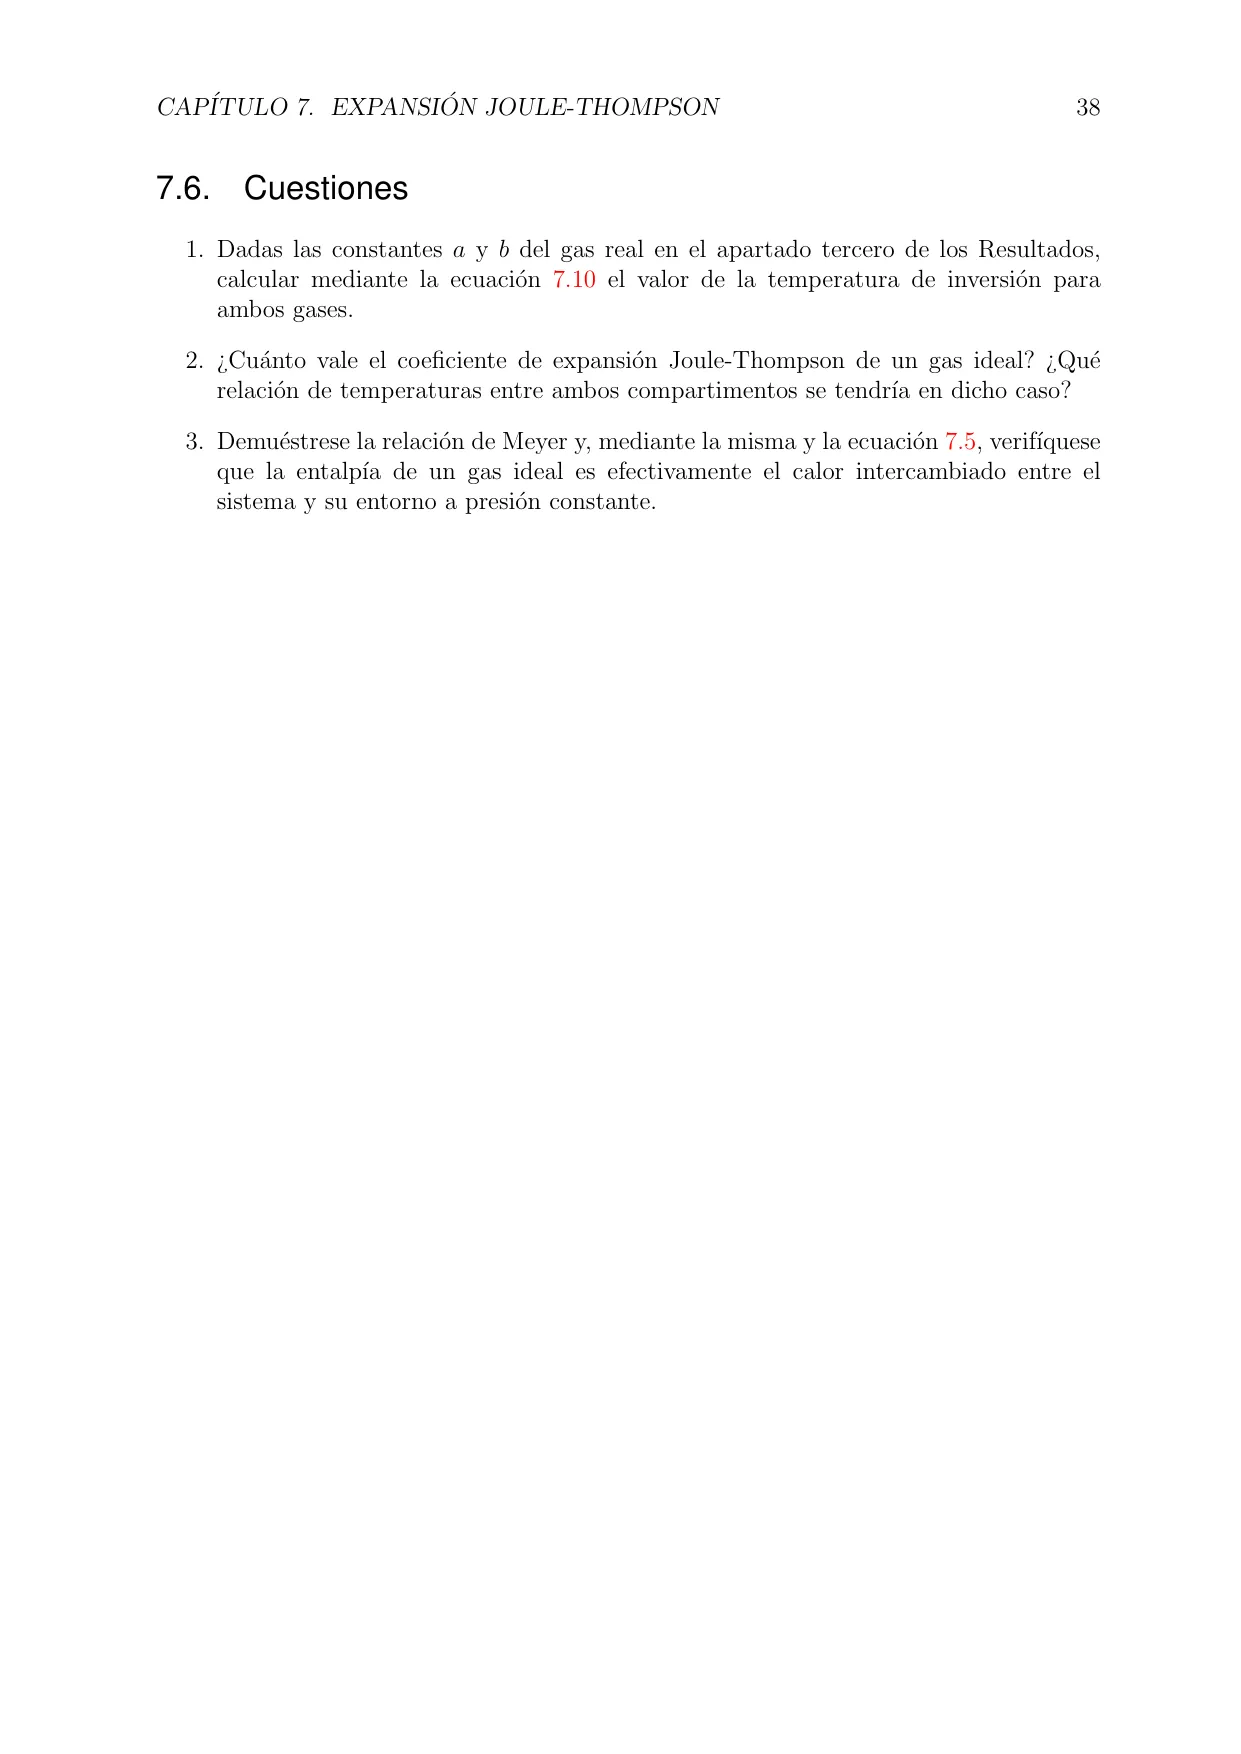 CAPÍTULO 7. EXPANSIÓN JOULE-THOMPSON 38
7.6. Cuestiones
1. Dadas las constantes a y b del gas real en el apartado tercero de los Resultados,
calcular mediante la ecuación 7.10 el valor de la temperatura de inversión para
ambos gases.
2. ¿Cuánto vale el coeficiente de expansión Joule-Thompson de un gas ideal? ¿Qué
relación de temperaturas entre ambos compartimentos se tendría en dicho caso?
3. Demuéstrese la relación de Meyer y, mediante la misma y la ecuación 7.5, verifíquese
que la entalpía de un gas ideal es efectivamente el calor intercambiado entre el
sistema y su entorno a presión constante.